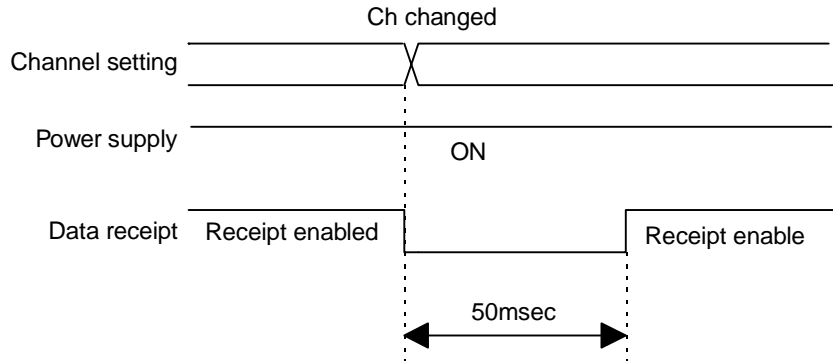 Ch changed
Channel setting
Power supply
ON
Data receipt
Receipt enabled
Receipt enable
50msec